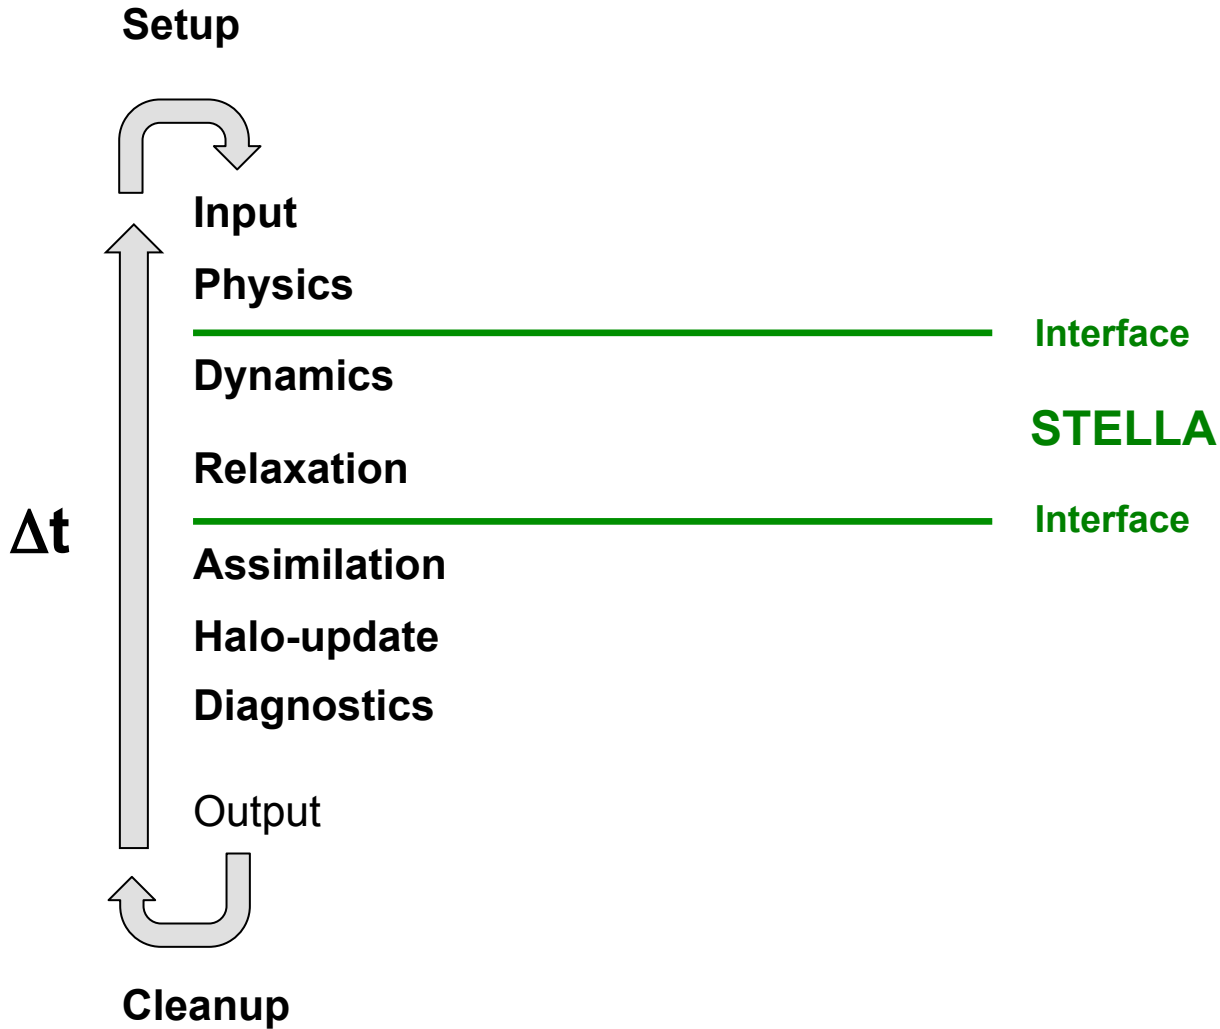 Setup
Input
Physics
Interface
Dynamics
STELLA
Relaxation
Δt
Interface
Assimilation
Halo-update
Diagnostics
Output
Cleanup